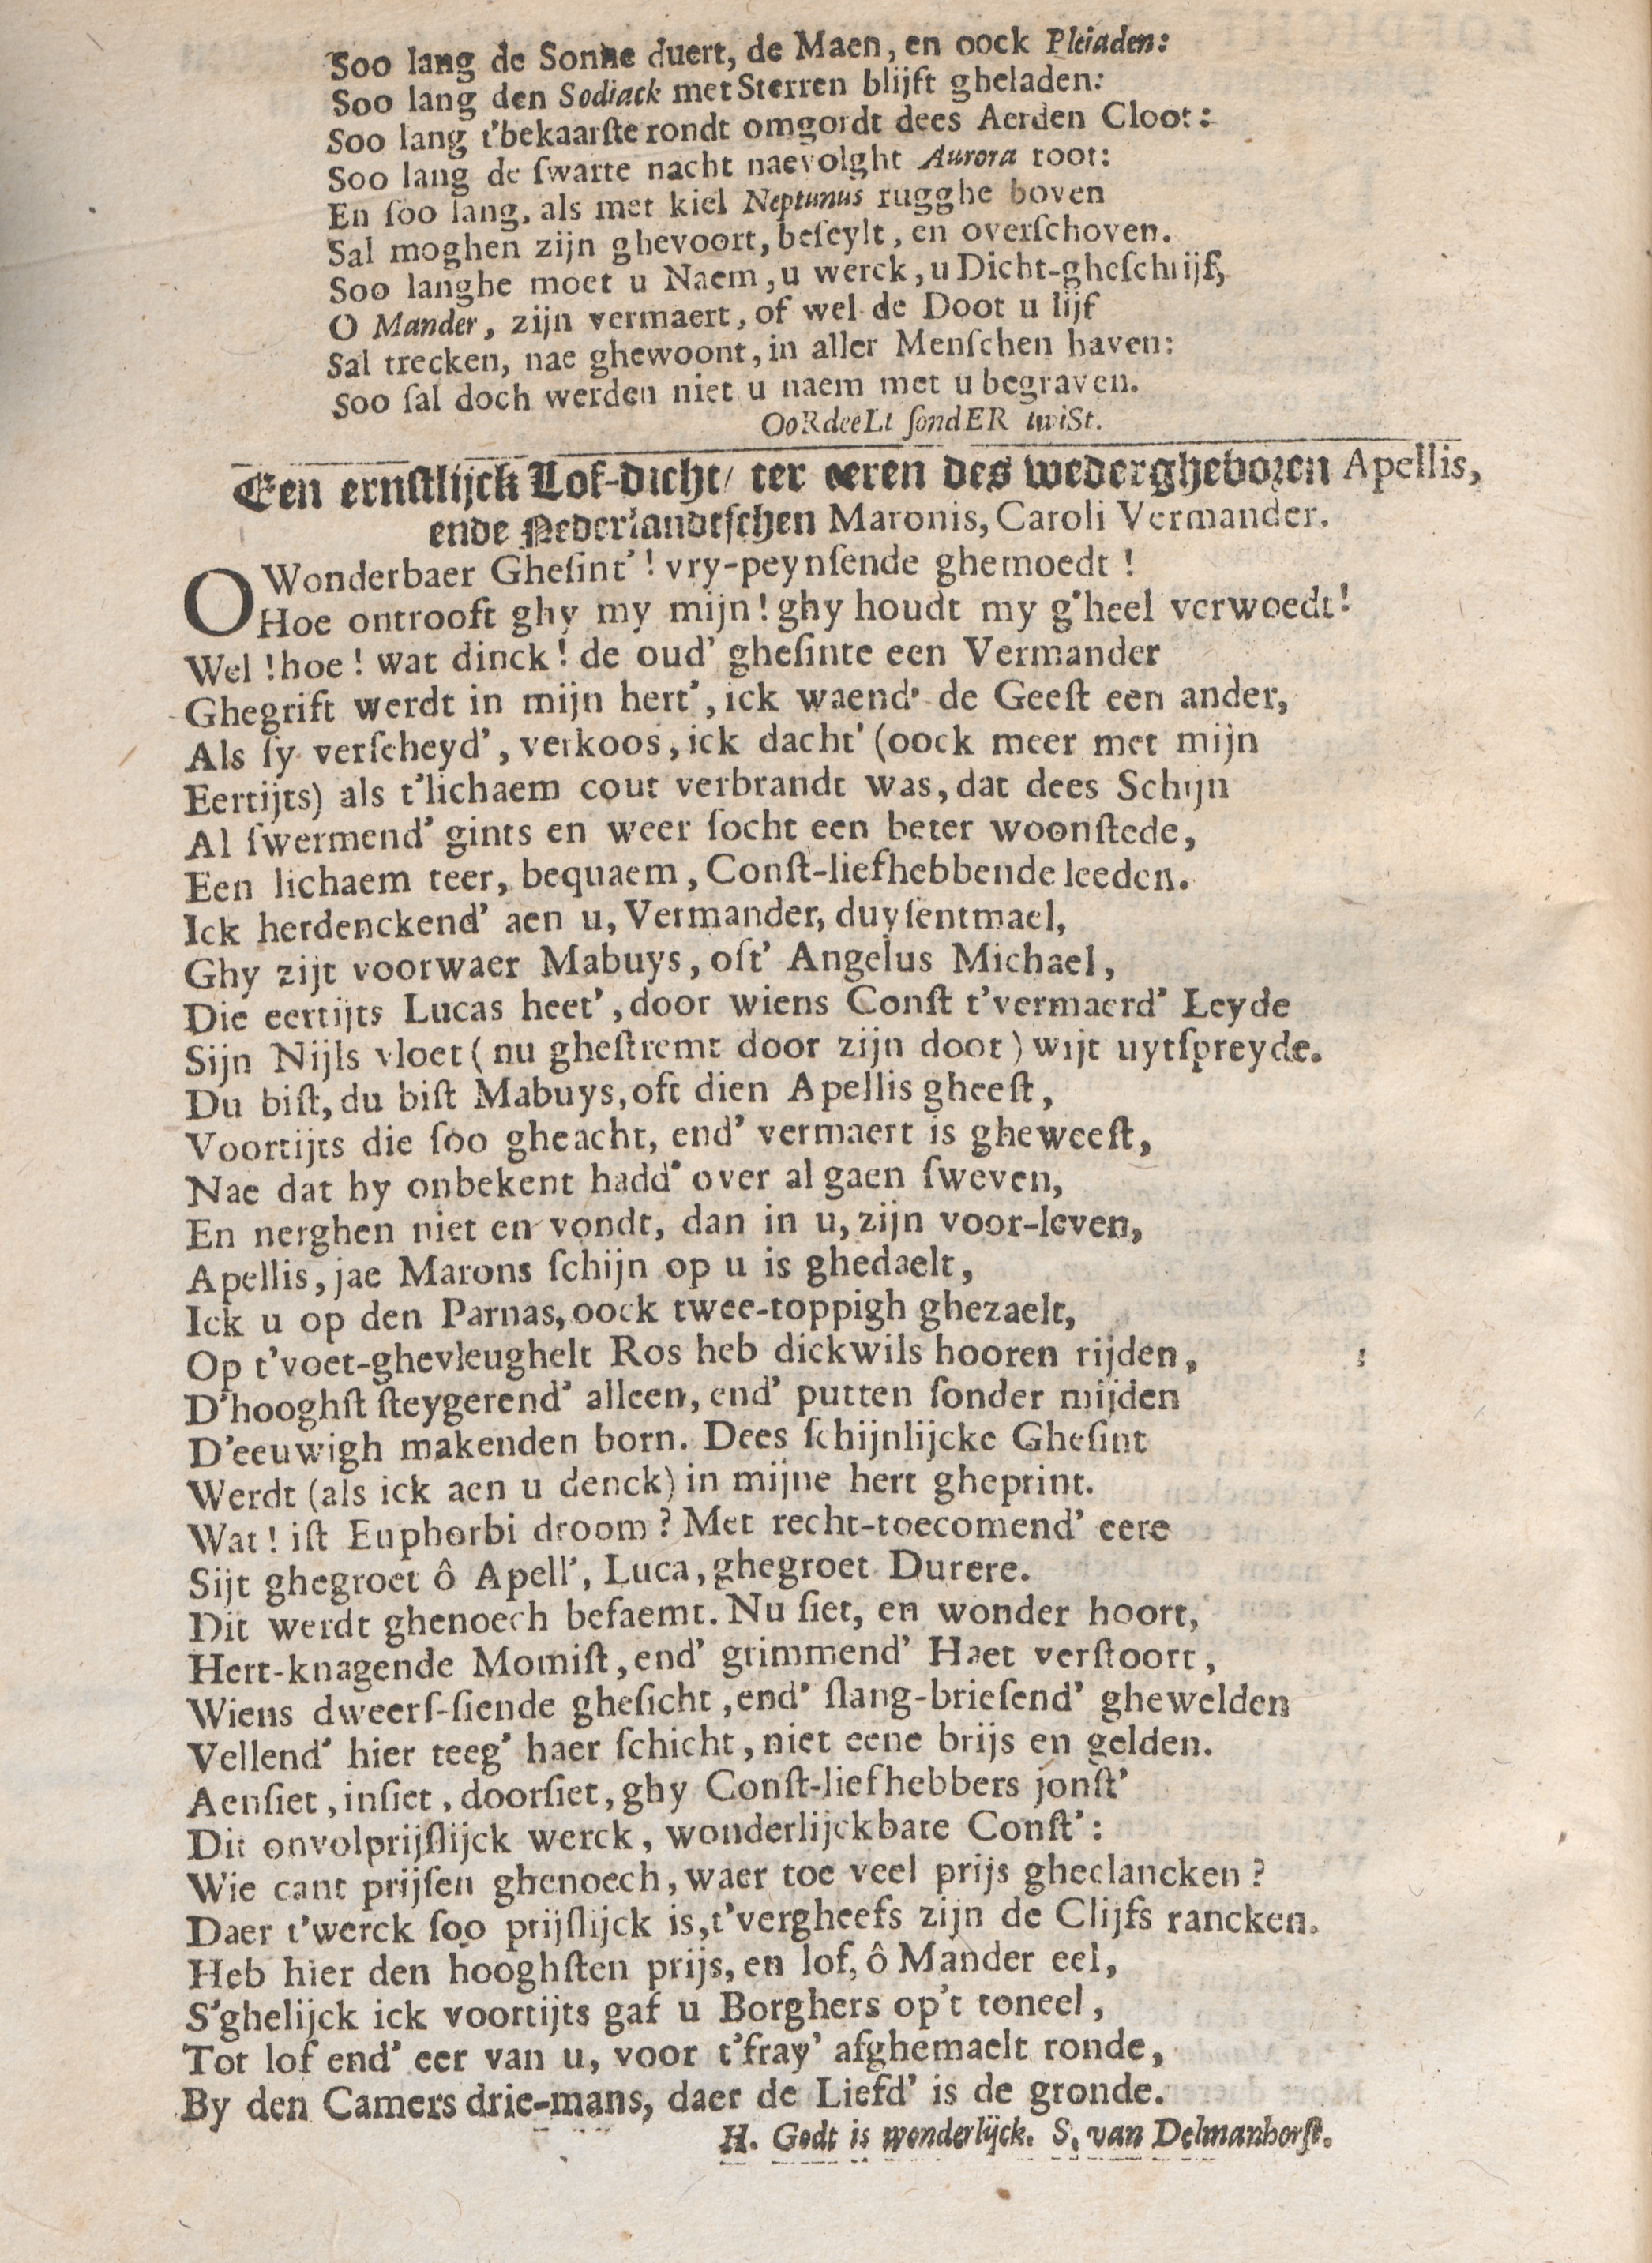 Soo lang de Sonne duert, de Maen, en oock Pleiaden:
Soo lang den Sodiack met Sterren blijft gheladen:
Soo lang t'bekaarste rondt omgordt dees Aerden Cloot:
Soo lang de ſwarte nacht naevolght Aurora root:
En ſoo lang, als met kiel Neptunus rugghe boven
Sal moghen zijn ghevoort, beſeylt, en overſchoven.
Soo langhe moet u Naem, u werck, u Dicht-gheſchrijf,
O Mander, zijn vermaert, of wel de Doot u lijf
Sal trecken, nae ghewoont, in aller Menſchen haven:
Soo ſal doch werden niet u naem met u begraven.
OoRdeeLt ſondER twiSt.
Een ernstlijck Lof-dicht/ ter eeren des wedergheboren Apellis,
ende Nederlandtschen Maronis, Caroli Vermander.
O Wonderbaer Gheſint'! vry-peynſende ghemoedt!
Hoe ontrooft ghy my mijn! ghy houdt my g'heel verwoedt!
Wel! hoe! wat dinck! de oud' gheſinte een Vermander
Ghegrift werdt in mijn hert', ick waend' de Geeſt een ander,
Als ſy verſcheyd', verkoos, ick dacht' (oock meer met mijn
Eertijts) als t'lichaem cout verbrandt was, dat dees Schijn
Al ſwermend' gints en weer ſocht een beter woonſtede,
Een lichaem teer, bequaem, Conſt-liefhebbende leeden.
Ick herdenckend' aen u, Vermander, duyſentmael,
Ghy zijt voorwaer Mabuys, oft' Angelus Michael,
Die eertijts Lucas heet', door wiens Conſt t'vermaerd' Leyde
Sijn Nijls vloet (nu gheſtremt door zijn doot) wijt uytſpreyde.
Du biſt, du biſt Mabuys, oft dien Apellis gheeſt,
Voortijts die ſoo gheacht, end' vermaert is gheweeſt,
Nae dat hy onbekent hadd' over al gaen ſweven,
En nerghen niet en vondt, dan in u, zijn voor-leven,
Apellis, jae Marons ſchijn op u is ghedaelt,
Ick u op den Parnas, oock twee-toppigh ghezaelt,
Op t'voet-ghevleughelt Ros heb dickwils hooren rijden,
D'hooghſt ſteygerend' alleen, end' putten ſonder mijden
D'eeuwigh makenden born. Dees ſchijnlijcke Gheſint
Werdt (als ick aen u denck) in mijne hert gheprint.
Wat! iſt Euphorbi droom? Met recht-toecomend' eere
Sijt ghegroet ô Apell', Luca, ghegroet Durere.
Dit werdt ghenoech befaemt. Nu ſiet, en wonder hoort,
Hert-knagende Momiſt, end' grimmend' Haet verſtoort,
Wiens dweerſ-ſiende gheſicht, end' ſlang-brieſend' ghewelden
Vellend' hier teeg' haer ſchicht, niet eene brijs en gelden.
Aenſiet, inſiet, doorſiet, ghy Conſt-liefhebbers jonſt'
Dit onvolprijſlijck werck, wonderlijckbare Conſt':
Wie cant prijſen ghenoech, waer toe veel prijs gheclancken?
Daer t'werck ſoo prijſlijck is, t'vergheefs zijn de Clijfs rancken.
Heb hier den hooghſten prijs, en lof, ô Mander eel,
S'ghelijck ick voortijts gaf u Borghers op't toneel,
Tot lof end' eer van u, voor t'fray' afghemaelt ronde,
By den Camers drie-mans, daer de Liefd' is de gronde.
H. Godt is wonderlijck. S. van Delmanhorſt.